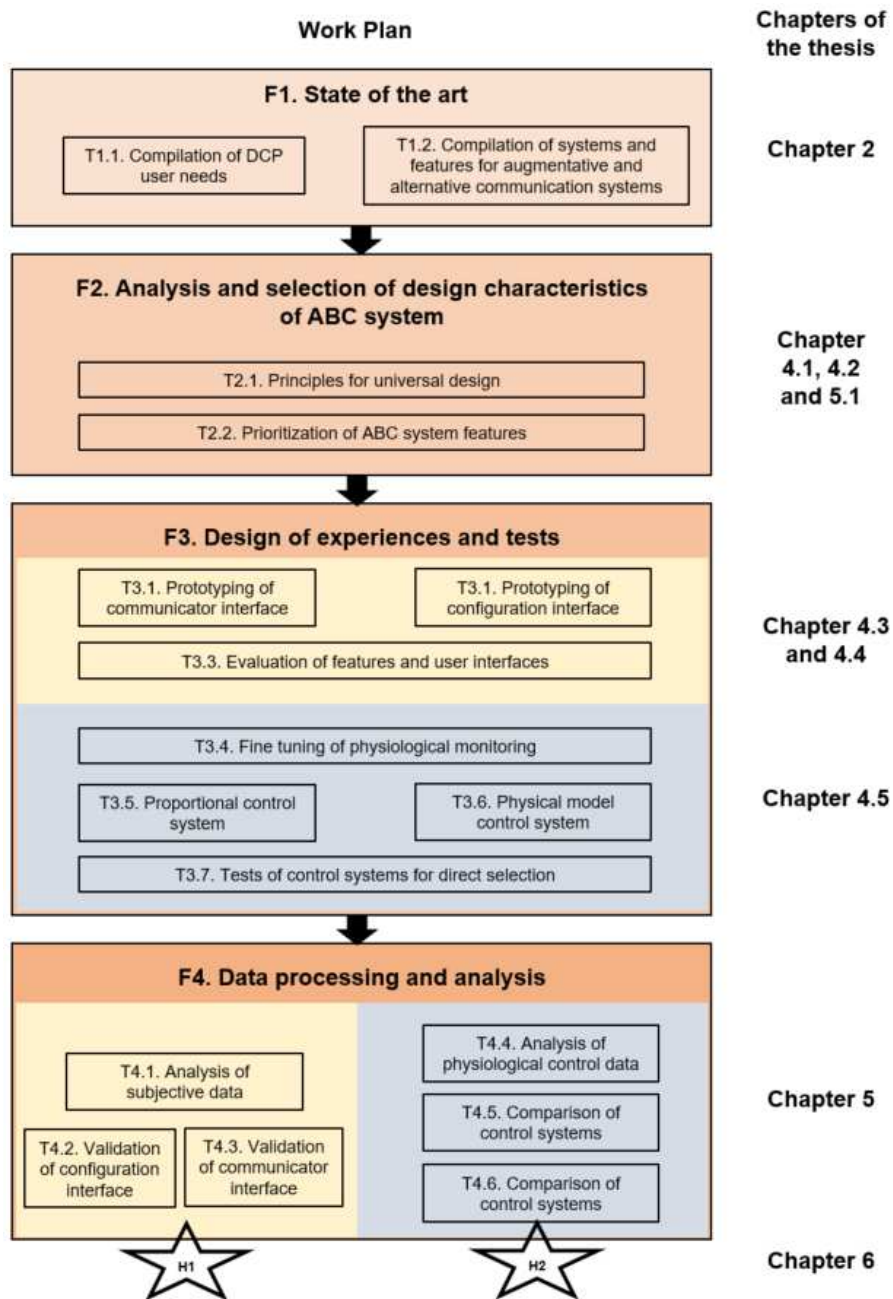 Work Plan
Chapters of
the thesis
F1. State of the art
T1.1. Compilation of DCP
user needs
T1.2. Compilation of systems and
features for augmentative and
alternative communication systems
Chapter 2
F2. Analysis and selection of design characteristics
of ABC system
T2.1. Principles for universal design
T2.2. Prioritization of ABC system features
Chapter
4.1, 4.2
and 5.1
F3. Design of experiences and tests
T3.1. Prototyping of
communicator interface
T3.1. Prototyping of
configuration interface
T3.3. Evaluation of features and user interfaces
Chapter 4.3
and 4.4
T3.4. Fine tuning of physiological monitoring
T3.5. Proportional control
system
T3.6. Physical model
control system
T3.7. Tests of control systems for direct selection
Chapter 4.5
F4. Data processing and analysis
T4.1. Analysis of
subjective data
T4.2. Validation
of configuration
interface
T4.3. Validation
of communicator
interface
T4.4. Analysis of
physiological control data
T4.5. Comparison of
control systems
T4.6. Comparison of
control systems
Chapter 5
H1
H2
Chapter 6